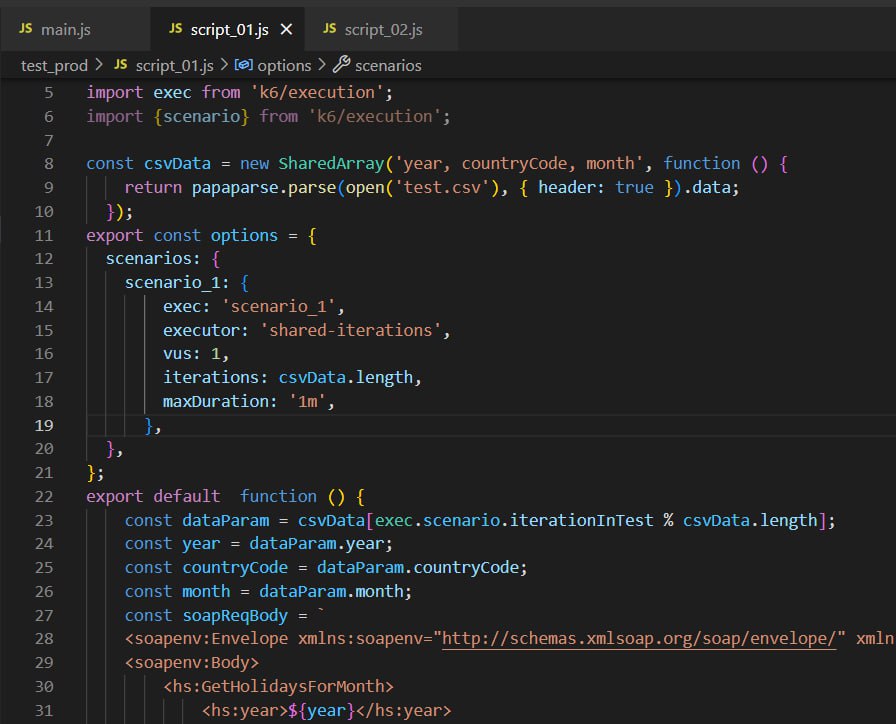 JS main.js JS script_01.js × JS script_02.js
test_prod > JS script_01.js > options > scenarios
5 import exec from 'k6/execution';
6 import {scenario} from 'k6/execution';
7
8 const csvData = new SharedArray('year, countryCode, month', function () {
9 return papaparse.parse(open('test.csv'), { header: true }).data;
10 });
11 export const options = {
12 scenarios: {
13 scenario_1: {
14 exec: 'scenario_1',
15 executor: 'shared-iterations',
16 vus: 1,
17 iterations: csvData.length,
18 maxDuration: '1m',
19 },
20 },
21 };
22 export default  function () {
23 const dataParam = csvData[exec.scenario.iterationInTest % csvData.length];
24 const year = dataParam.year;
25 const countryCode = dataParam.countryCode;
26 const month = dataParam.month;
27 const soapReqBody = `
28 <soapenv:Envelope xmlns:soapenv="http://schemas.xmlsoap.org/soap/envelope/" xmln
29 <soapenv:Body>
30 <hs:GetHolidaysForMonth>
31 <hs:year>${year}</hs:year>